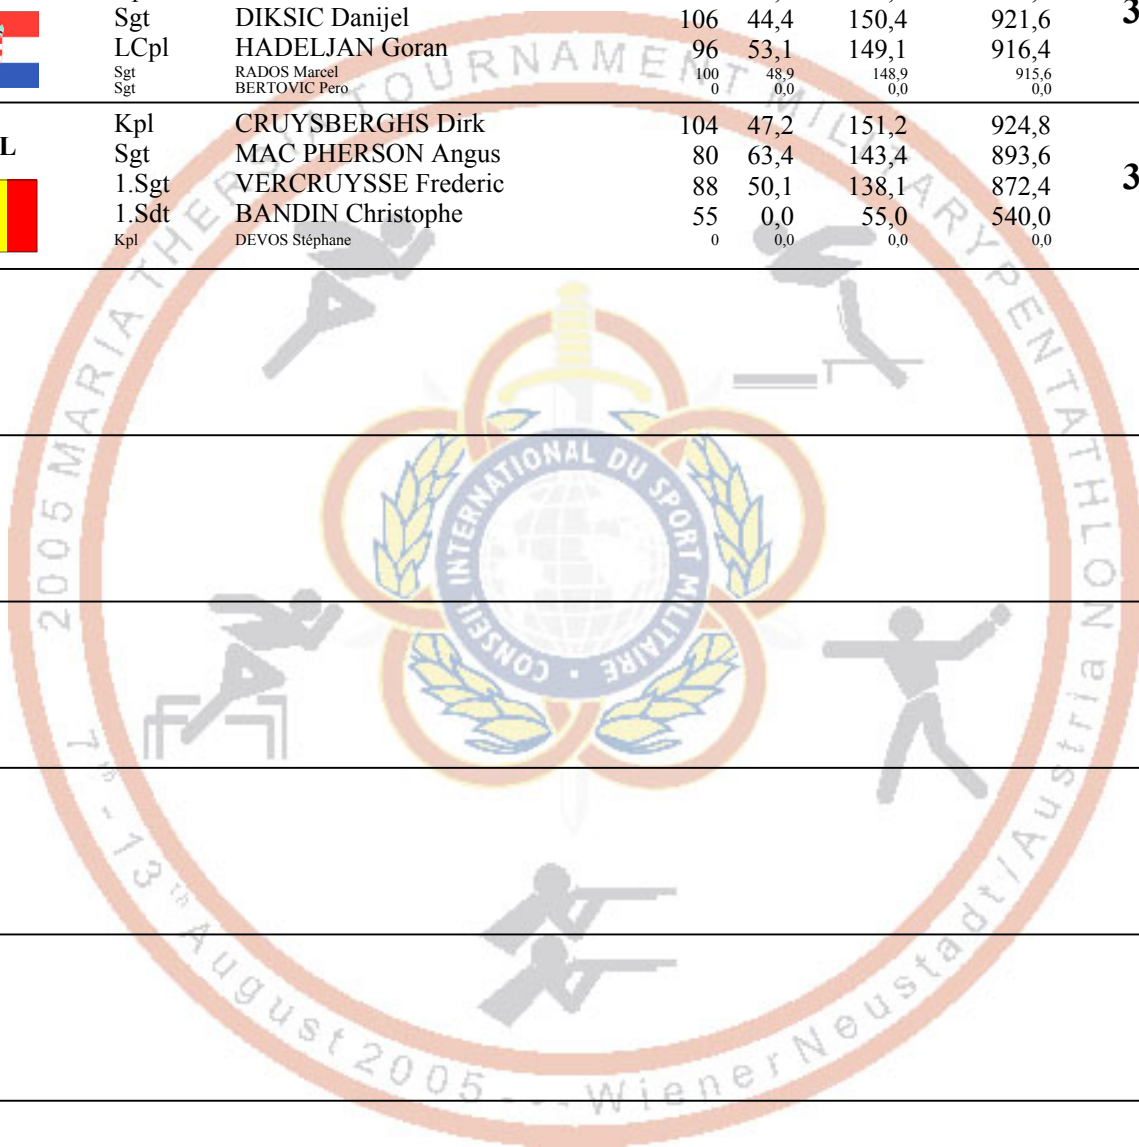 Sgt DIKSIC Danijel 106 44,4 150,4 921,6 3
LCpl HADELJAN Goran 96 53,1 149,1 916,4
Sgt RADOS Marcel 100 48,9 148,9 915,6
Sgt BERTOVIC Pero 0 0,0 0,0 0,0
Kpl CRUYSBERGHS Dirk 104 47,2 151,2 924,8
L
Sgt MAC PHERSON Angus 80 63,4 143,4 893,6
1.Sgt VERCRUYSSE Frederic 88 50,1 138,1 872,4 3
1.Sdt BANDIN Christophe 55 0,0 55,0 540,0
Kpl DEVOS Stéphane 0 0,0 0,0 0,0
2005 MARIA THERSIY TOURNAMENT MILITARY PENTATHLON
7th - 13th August 2005 --- Wiener Neustadt / Austria
CONSEIL INTERNATIONAL DU SPORT MILITAIRE